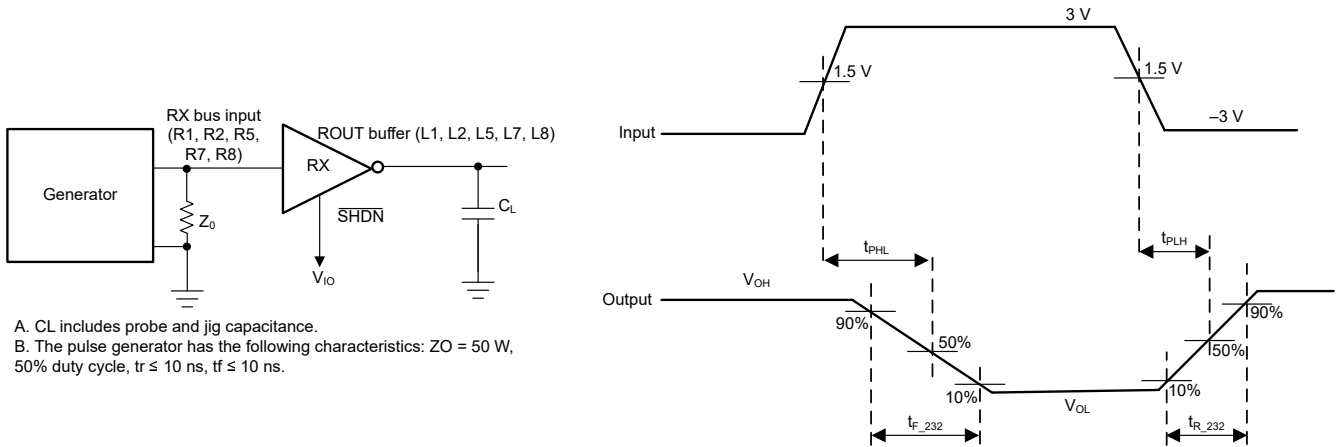 RX bus input
(R1, R2, R5,
R7, R8)
ROUT buffer (L1, L2, L5, L7, L8)
Generator
RX
Z0
SHDN
CL
VIO
A. CL includes probe and jig capacitance.
B. The pulse generator has the following characteristics: ZO = 50 W,
50% duty cycle, tr ≤ 10 ns, tf ≤ 10 ns.
3 V
1.5 V
1.5 V
Input
–3 V
tPHL
tPLH
VOH
Output
90%
50%
10%
VOL
90%
50%
10%
tF_232
tR_232